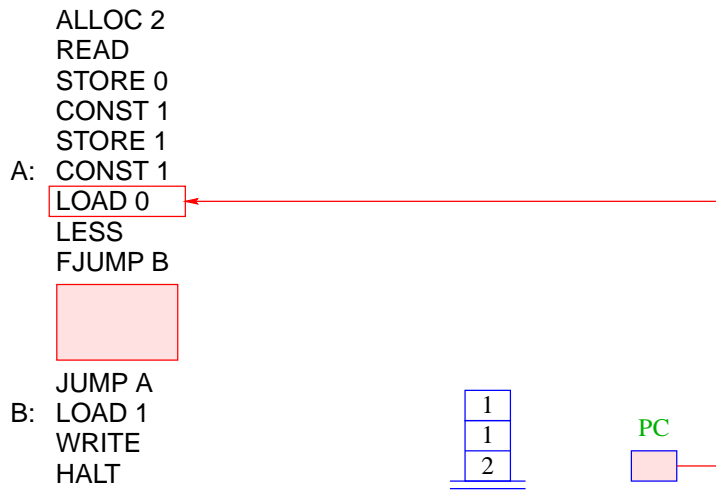 ALLOC 2
READ
STORE 0
CONST 1
STORE 1
A: CONST 1
LOAD 0
LESS
FJUMP B
JUMP A
B: LOAD 1
WRITE
HALT
1
1
2
PC